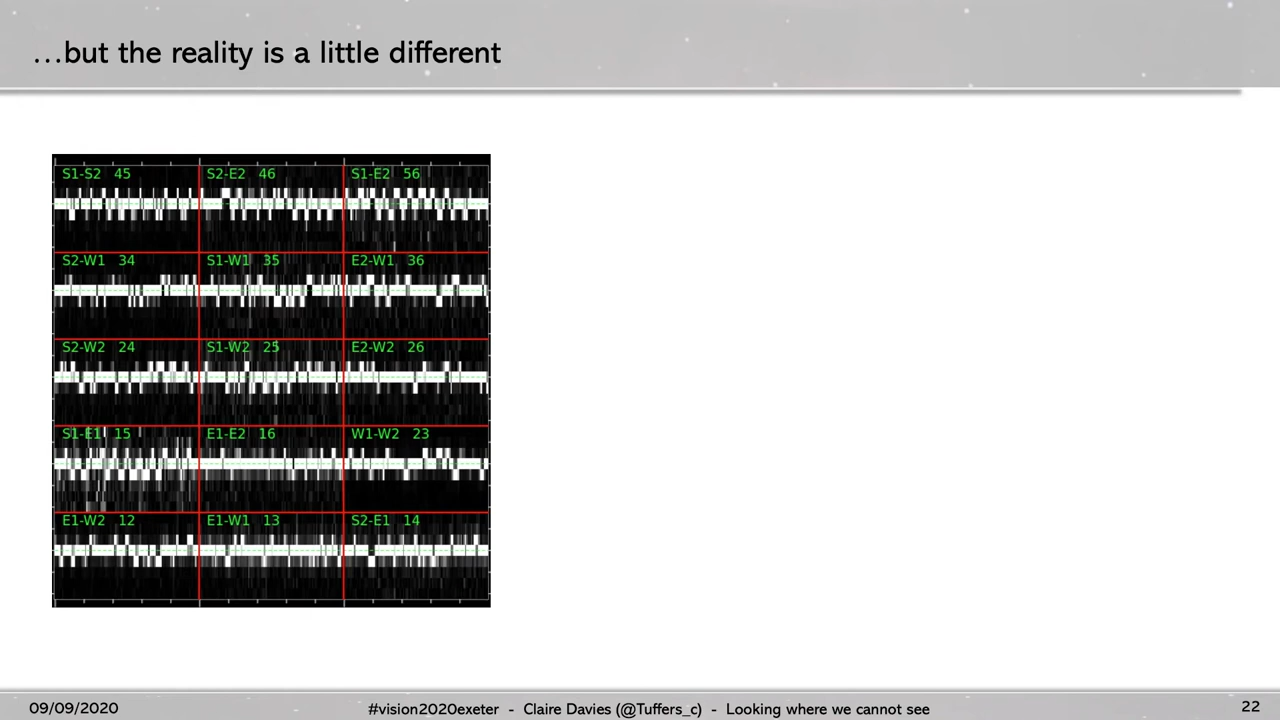 ...but the reality is a little different
S1-S2 45 S2-E2 46 S1-E2 56
S2-W1 34 S1-W1 35 E2-W1 36
S2-W2 24 S1-W2 25 E2-W2 26
S1-E1 15 E1-E2 16 W1-W2 23
E1-W2 12 E1-W1 13 S2-E1 14
09/09/2020 #vision2020exeter - Claire Davies (@Tuffers_c) - Looking where we cannot see 22